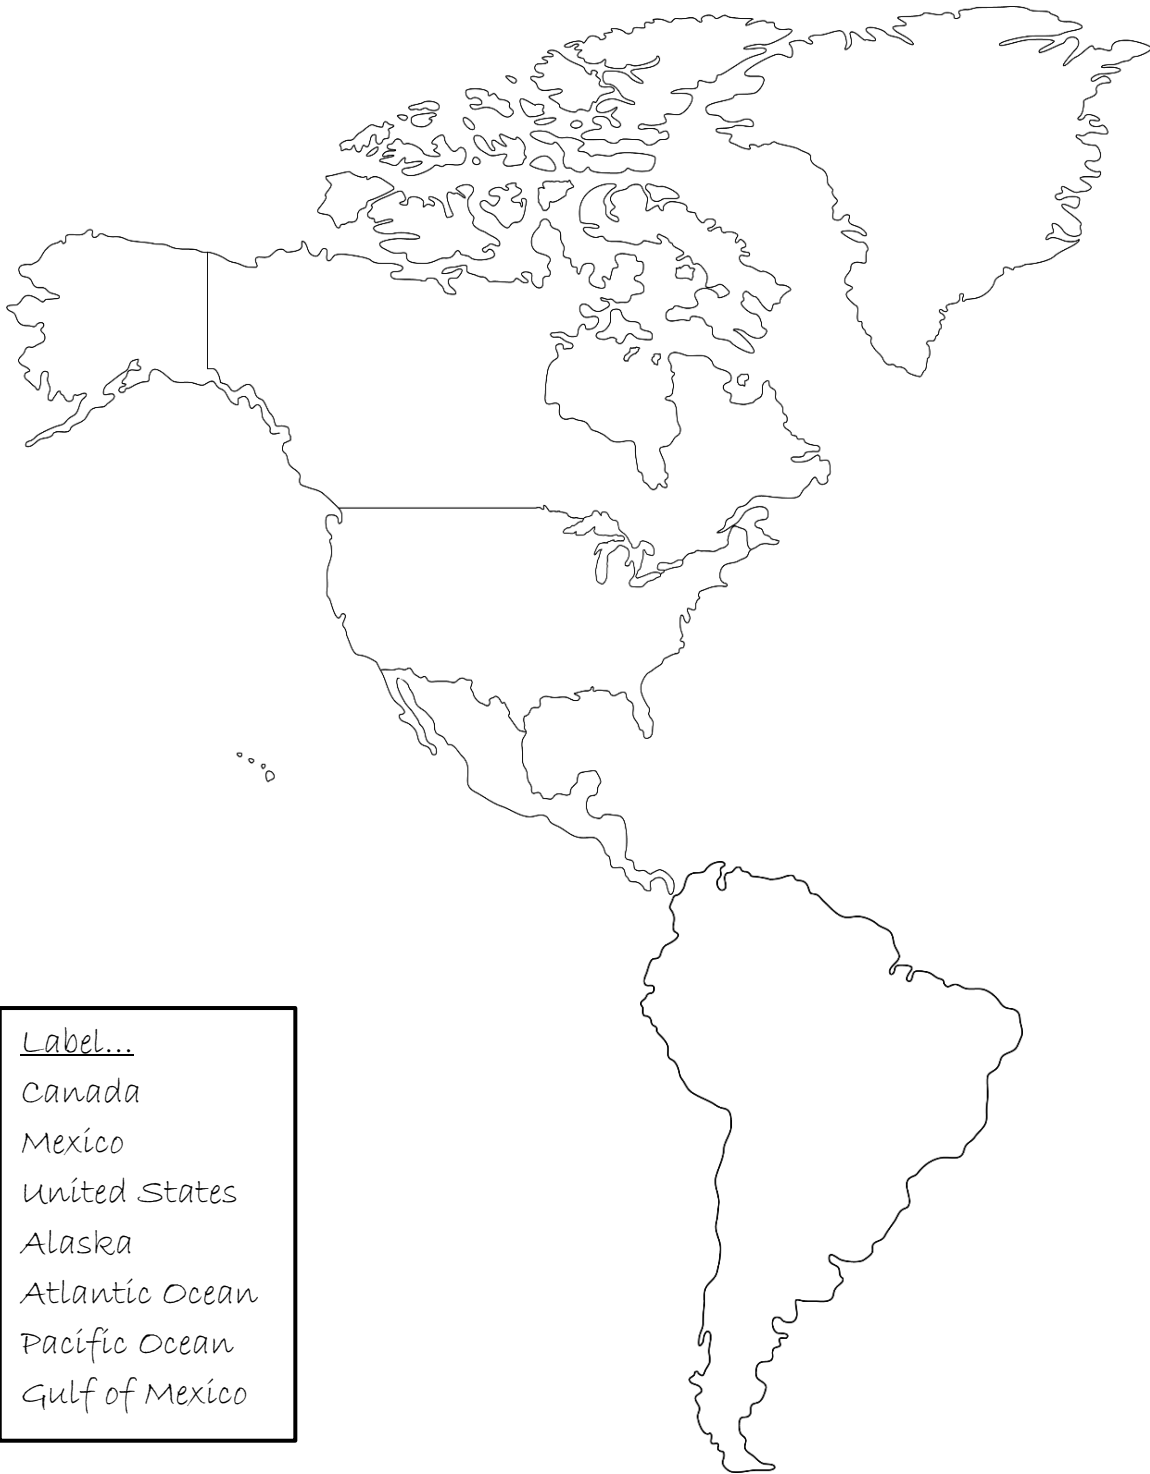 Label...
Canada
Mexico
United States
Alaska
Atlantic Ocean
Pacific Ocean
Gulf of Mexico